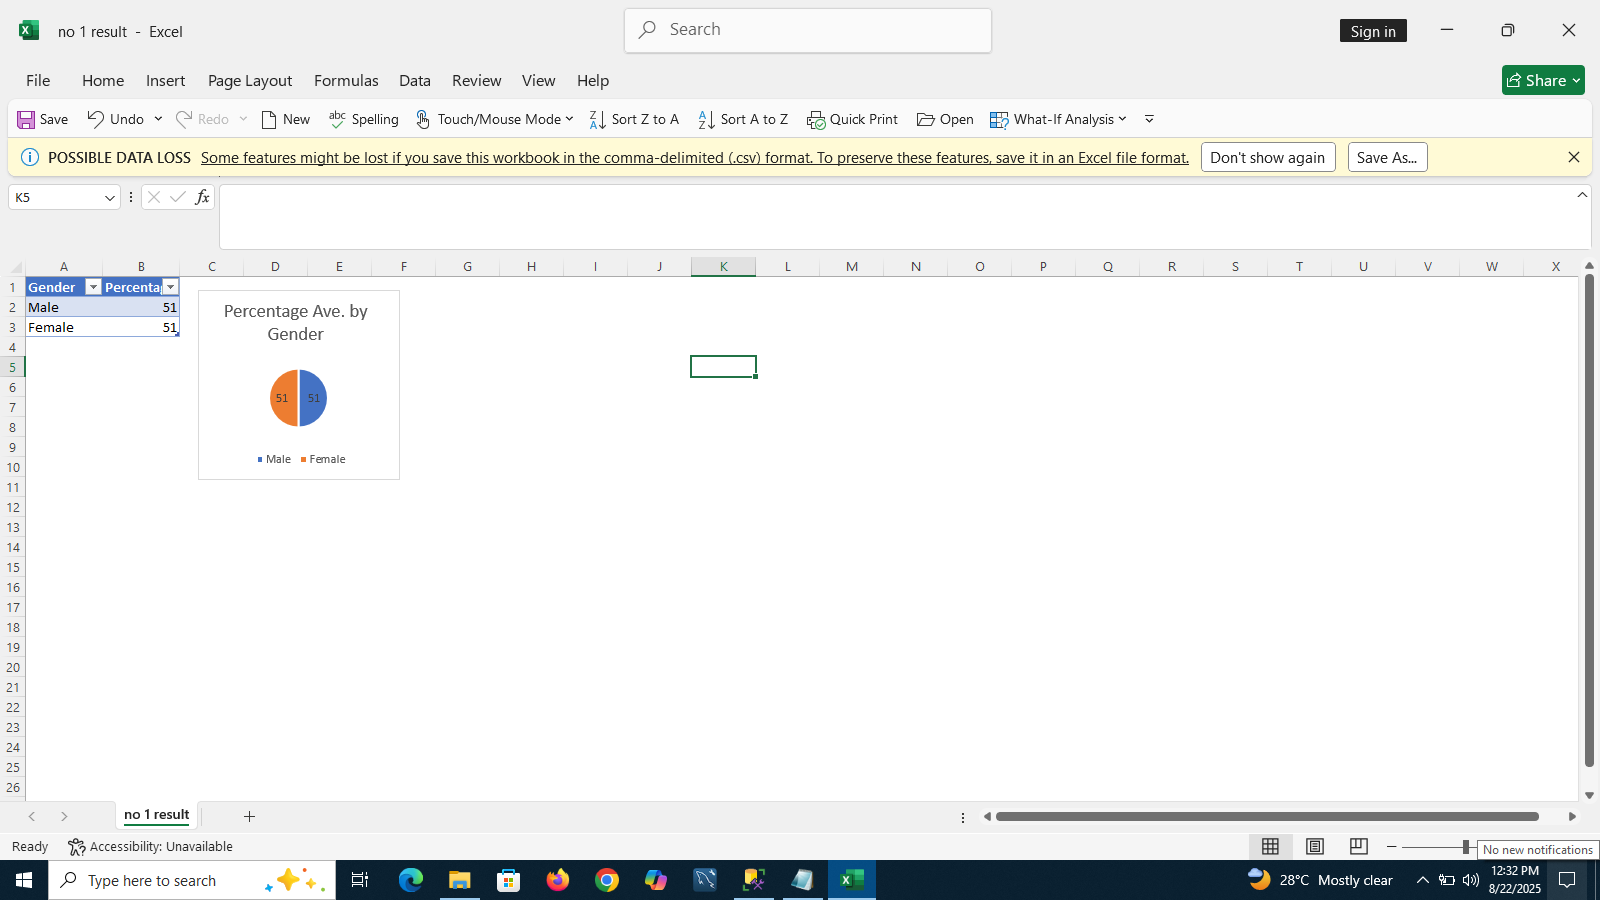 no 1 result - Excel
Search
Sign in
File Home Insert Page Layout Formulas Data Review View Help
Share
Save Undo Redo New abc Spelling Touch/Mouse Mode Sort Z to A Sort A to Z Quick Print Open What-If Analysis
POSSIBLE DATA LOSS Some features might be lost if you save this workbook in the comma-delimited (.csv) format. To preserve these features, save it in an Excel file format. Don't show again Save As...
K5 fx
A B C D E F G H I J K L M N O P Q R S T U V W X
1 Gender Percenta
2 Male 51
3 Female 51
4
5
6
7
8
9
10
11
12
13
14
15
16
17
18
19
20
21
22
23
24
25
26
Percentage Ave. by
Gender
51 51
Male Female
no 1 result
Ready Accessibility: Unavailable
No new notifications
Type here to search
28°C Mostly clear
12:32 PM
8/22/2025